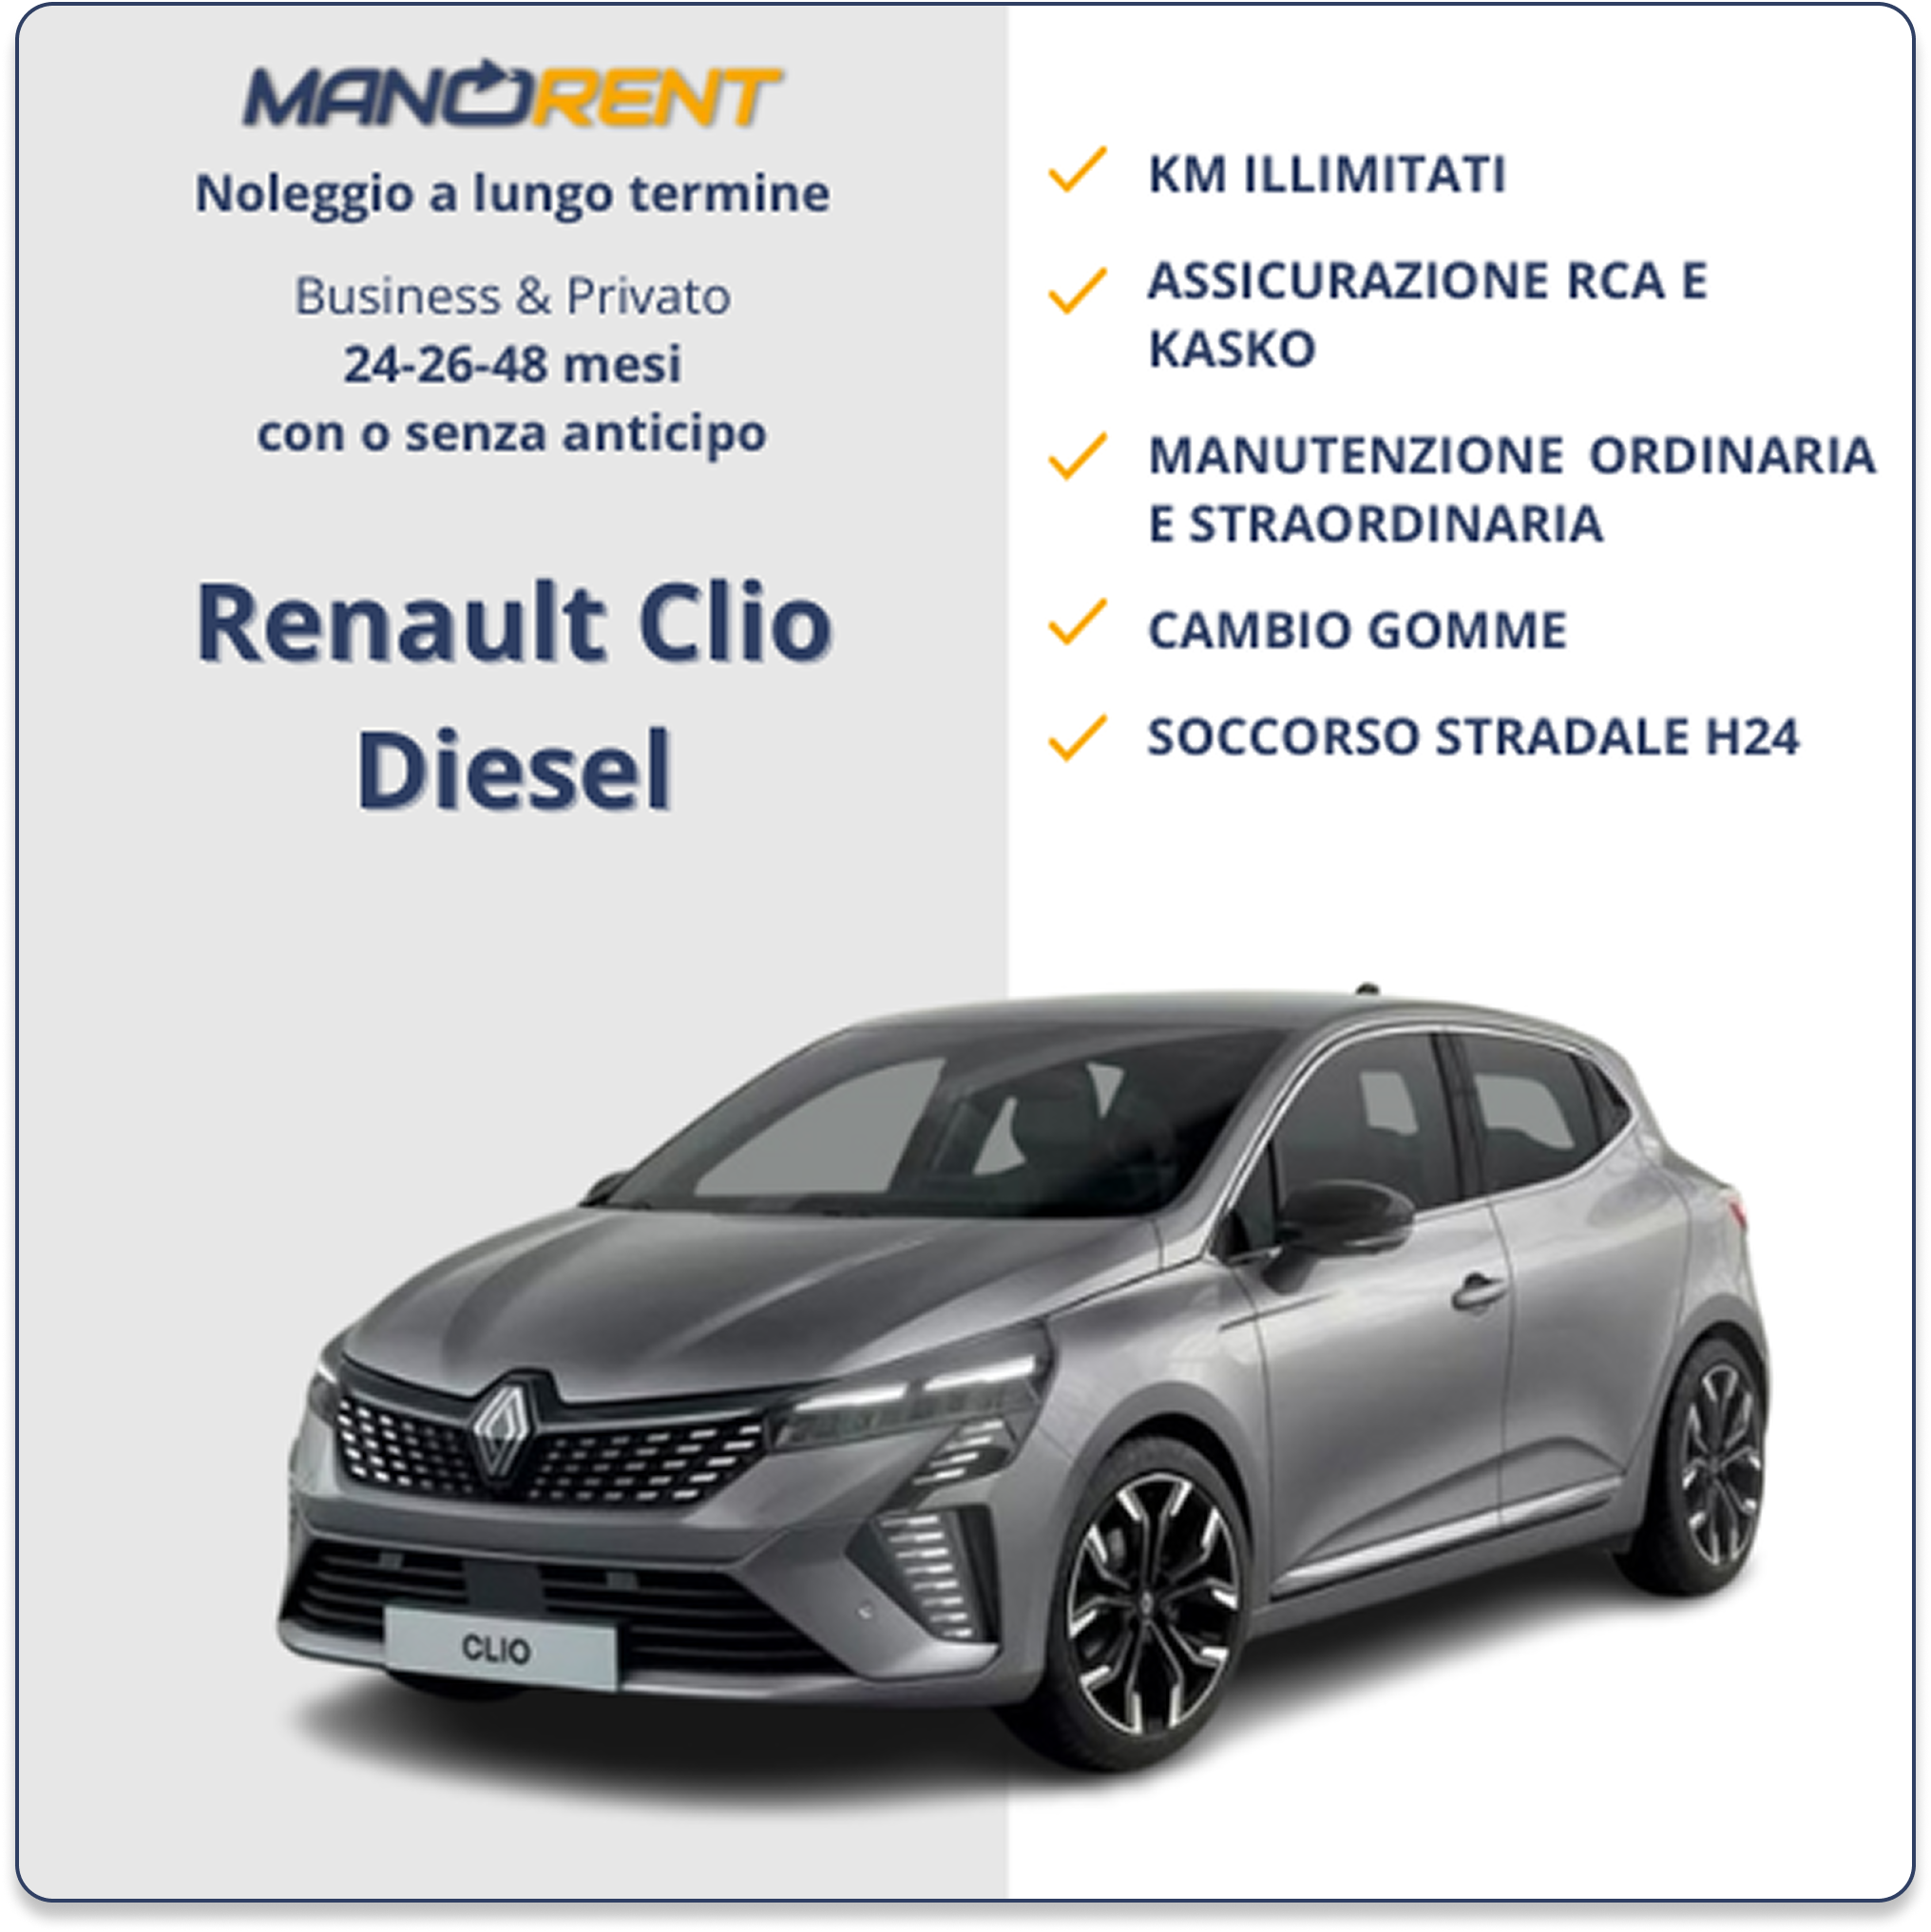 MANORENT
Noleggio a lungo termine
Business & Privato
24-26-48 mesi
con o senza anticipo
Renault Clio
Diesel
KM ILLIMITATI
ASSICURAZIONE RCA E
KASKO
MANUTENZIONE ORDINARIA
E STRAORDINARIA
CAMBIO GOMME
SOCCORSO STRADALE H24
CLIO